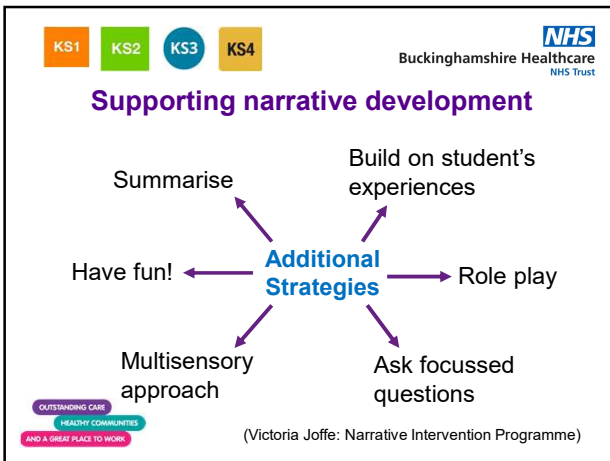 KS1 KS2 KS3 KS4
NHS
Buckinghamshire Healthcare
NHS Trust
Supporting narrative development
Summarise
Build on student's
experiences
Have fun!
Additional
Strategies
Role play
Multisensory
approach
Ask focussed
questions
OUTSTANDING CARE
HEALTHY COMMUNITIES
AND A GREAT PLACE TO WORK
(Victoria Joffe: Narrative Intervention Programme)